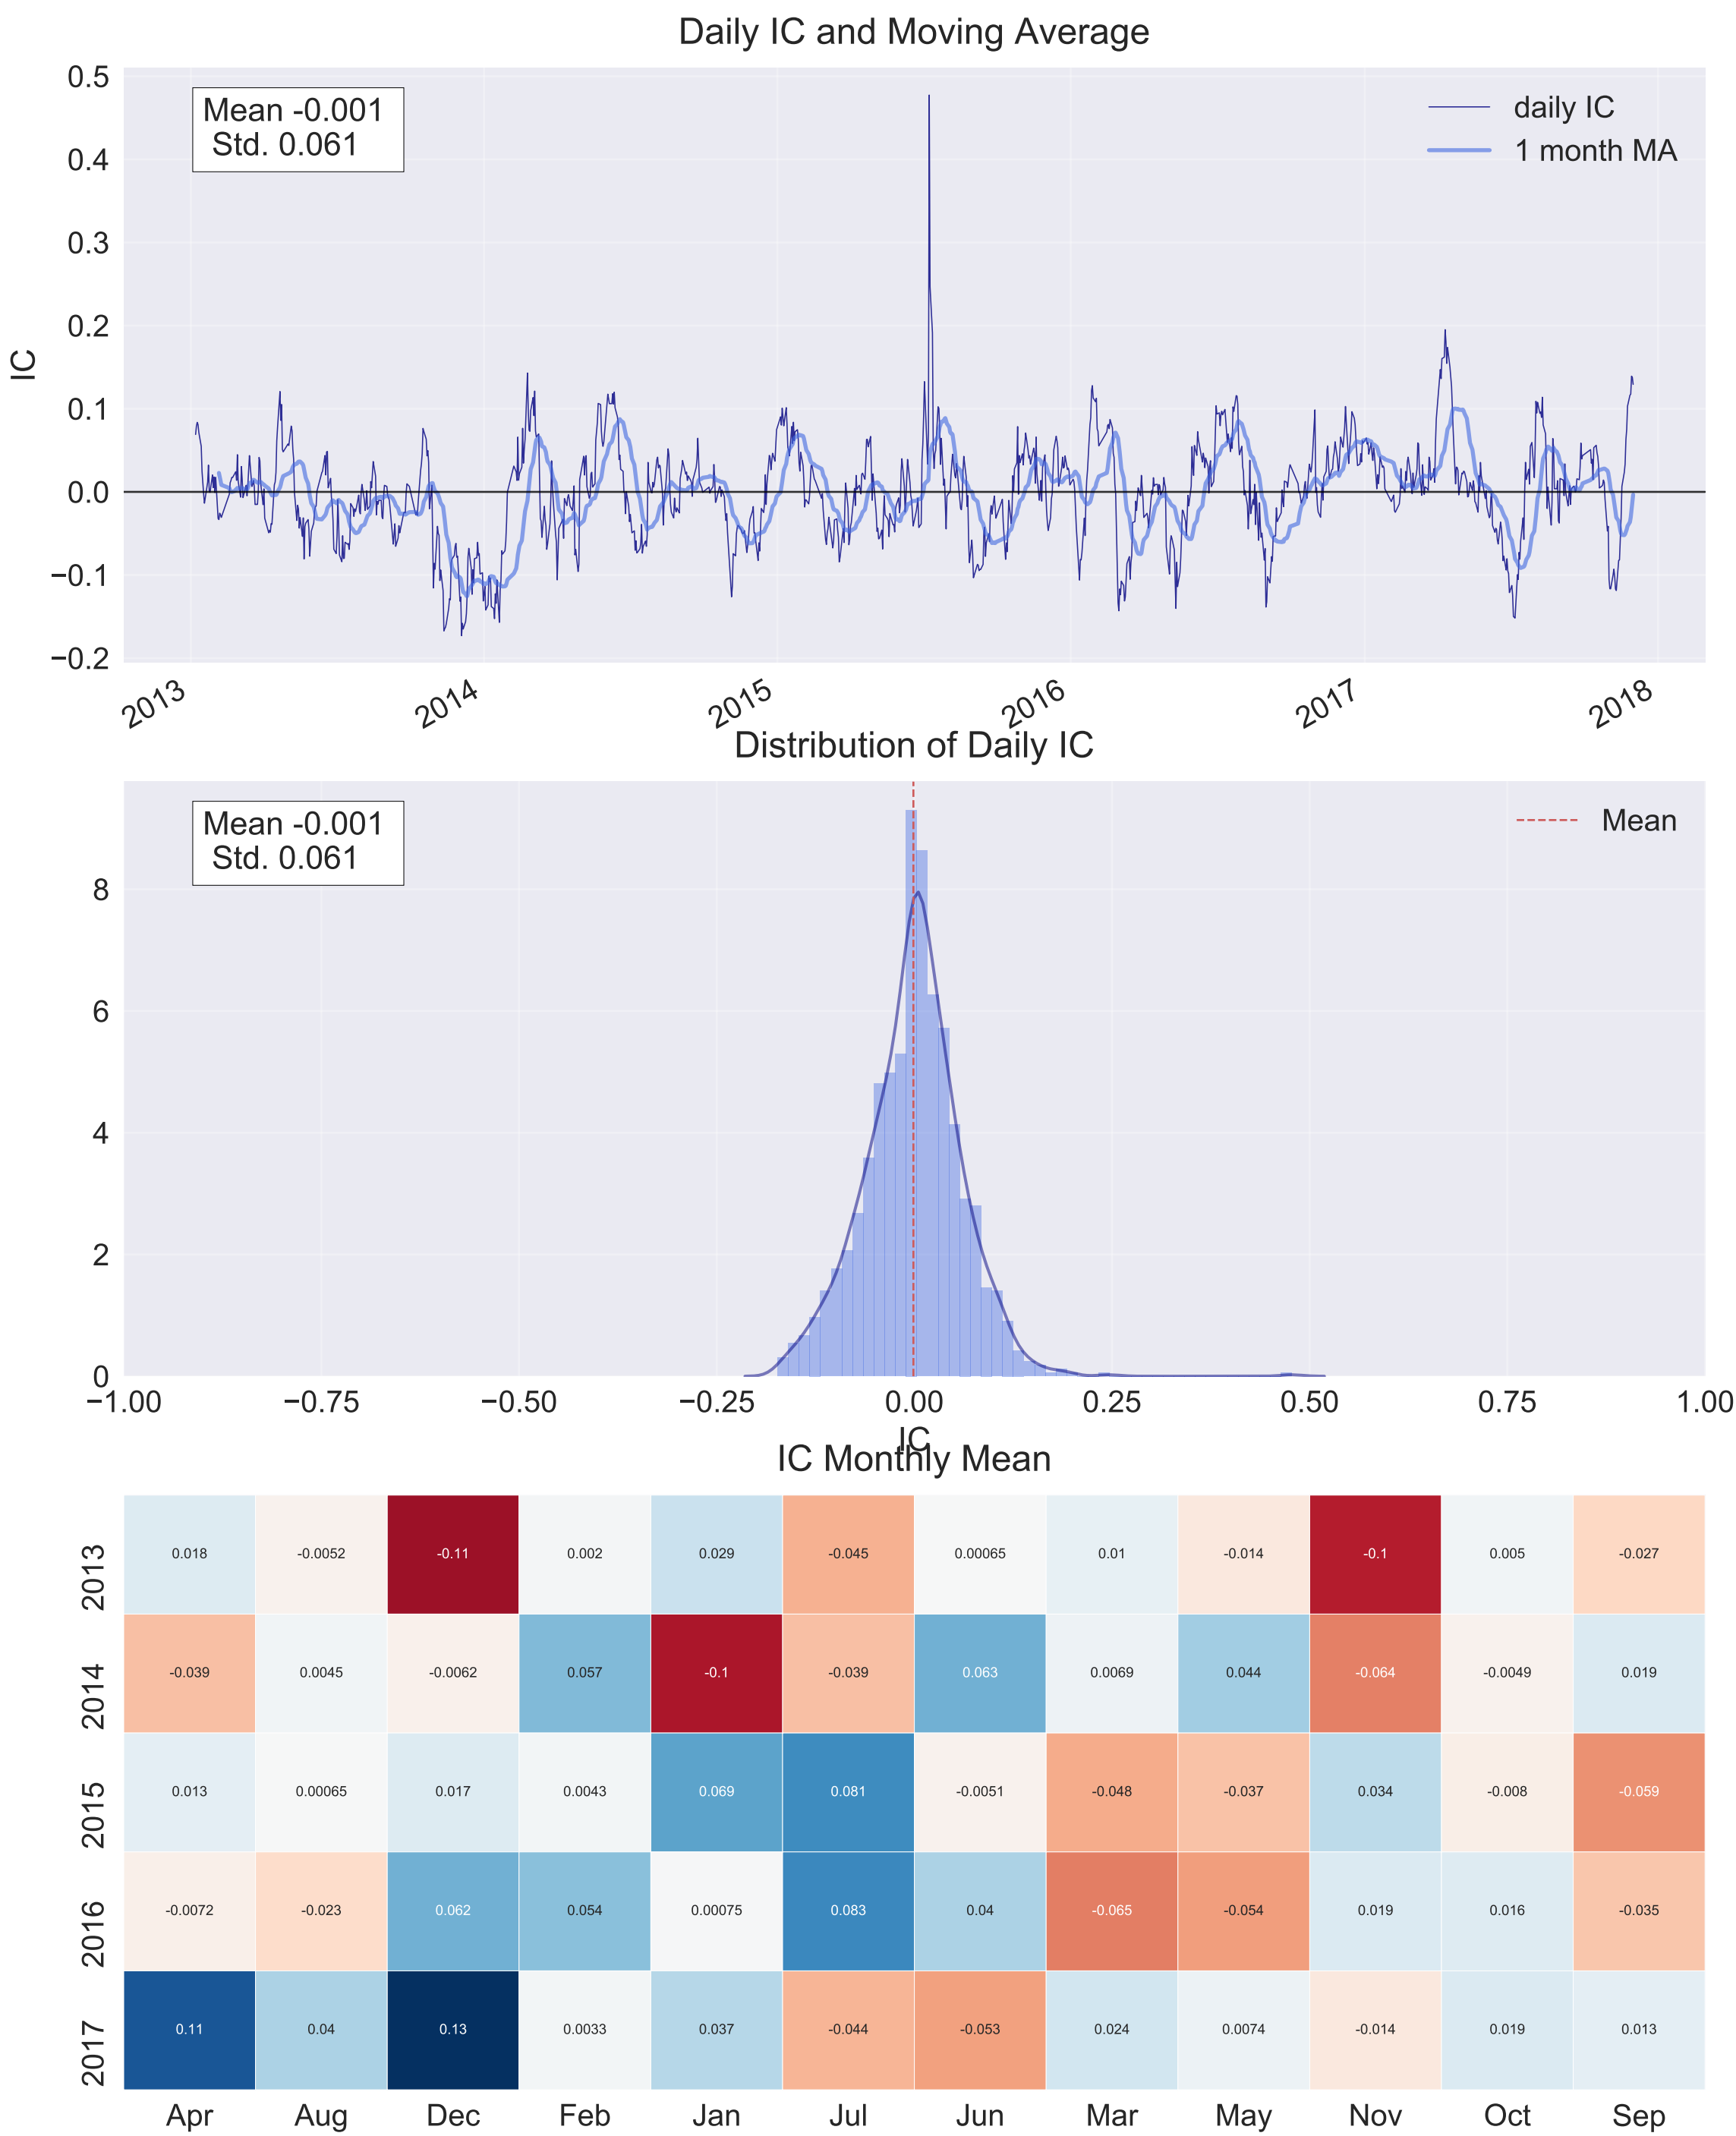 Daily IC and Moving Average
0.5
0.4
0.3
0.2
0.1
0.0
−0.1
−0.2
IC
Mean -0.001
Std. 0.061
daily IC
1 month MA
2013
2014
2015
2016
2017
2018
Distribution of Daily IC
Mean -0.001
Std. 0.061
Mean
8
6
4
2
0
−1.00
−0.75
−0.50
−0.25
0.00
0.25
0.50
0.75
1.00
IC
IC Monthly Mean
2013 0.018 -0.0052 -0.11 0.002 0.029 -0.045 0.00065 0.01 -0.014 -0.1 0.005 -0.027
2014 -0.039 0.0045 -0.0062 0.057 -0.1 -0.039 0.063 0.0069 0.044 -0.064 -0.0049 0.019
2015 0.013 0.00065 0.017 0.0043 0.069 0.081 -0.0051 -0.048 -0.037 0.034 -0.008 -0.059
2016 -0.0072 -0.023 0.062 0.054 0.00075 0.083 0.04 -0.065 -0.054 0.019 0.016 -0.035
2017 0.11 0.04 0.13 0.0033 0.037 -0.044 -0.053 0.024 0.0074 -0.014 0.019 0.013
Apr Aug Dec Feb Jan Jul Jun Mar May Nov Oct Sep